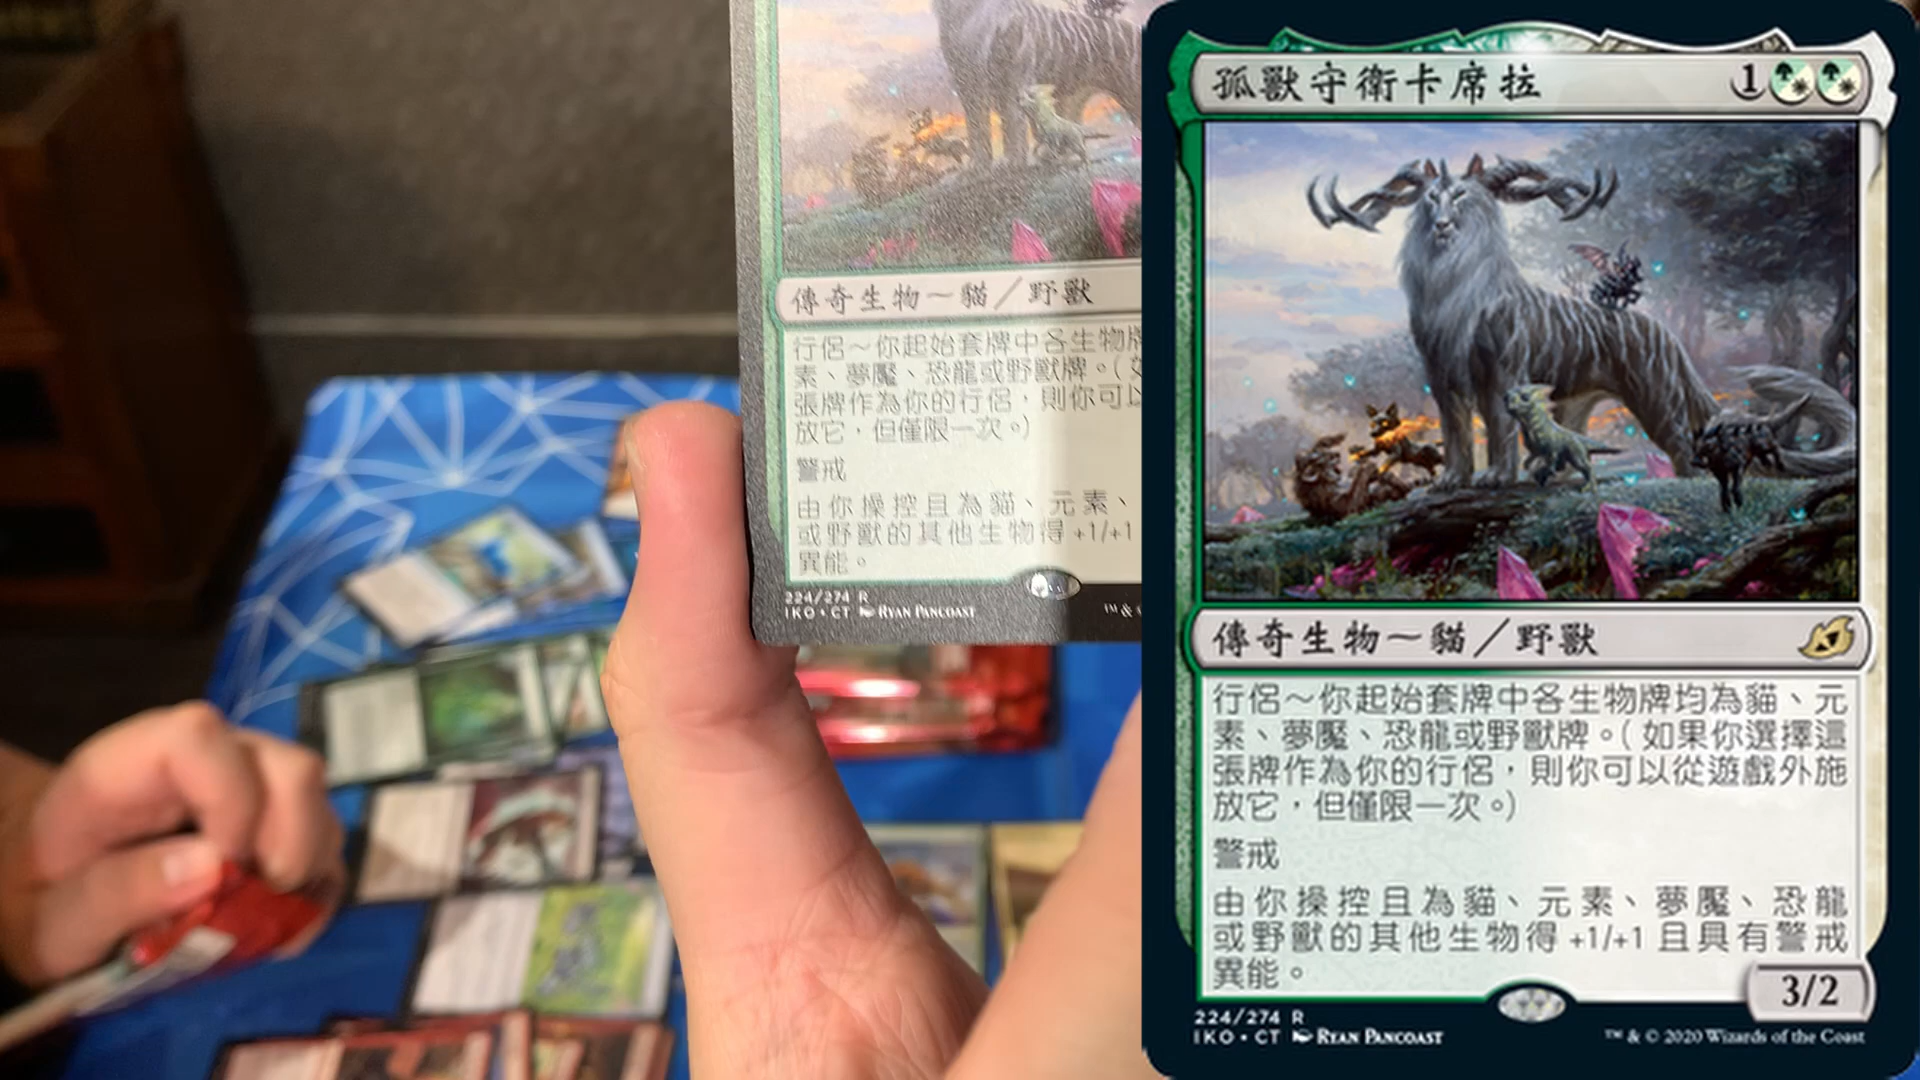 傳奇生物～貓／野獸
行侶～你起始套牌中各生物牌
素、夢魘、恐龍或野獸牌。(如
張牌作為你的行侶，則你可以
放它，但僅限一次。)
警戒
由你操控且為貓、元素、
或野獸的其他生物得 +1/+1
異能。
224/274 R
IKO • CT RYAN PANCOAST
™ &
孤獸守衛卡席拉
1
傳奇生物～貓／野獸
行侶～你起始套牌中各生物牌均為貓、元
素、夢魘、恐龍或野獸牌。(如果你選擇這
張牌作為你的行侶，則你可以從遊戲外施
放它，但僅限一次。)
警戒
由你操控且為貓、元素、夢魘、恐龍
或野獸的其他生物得 +1/+1 且具有警戒
異能。
3/2
224/274 R
IKO • CT RYAN PANCOAST
™ & © 2020 Wizards of the Coast